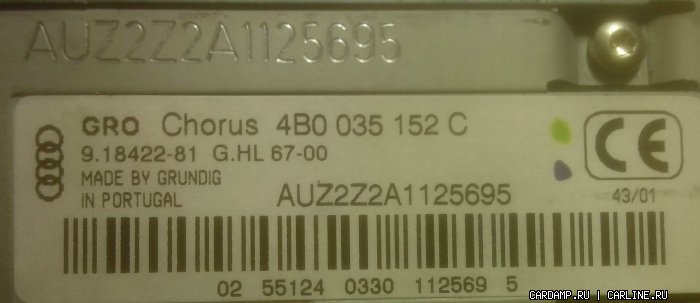 AUZ2Z2A1125695
GRO Chorus 4B0 035 152 C
9.18422-81 G.HL 67-00
MADE BY GRUNDIG
IN PORTUGAL
AUZ2Z2A1125695
CE
43/01
02 55124 0330 112569 5
CARDAMP.RU | CARLINE.RU